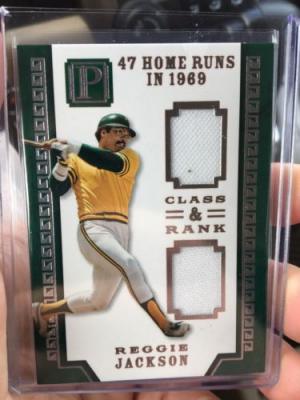 P
47 HOME RUNS
IN 1969
CLASS
&
RANK
REGGIE
JACKSON